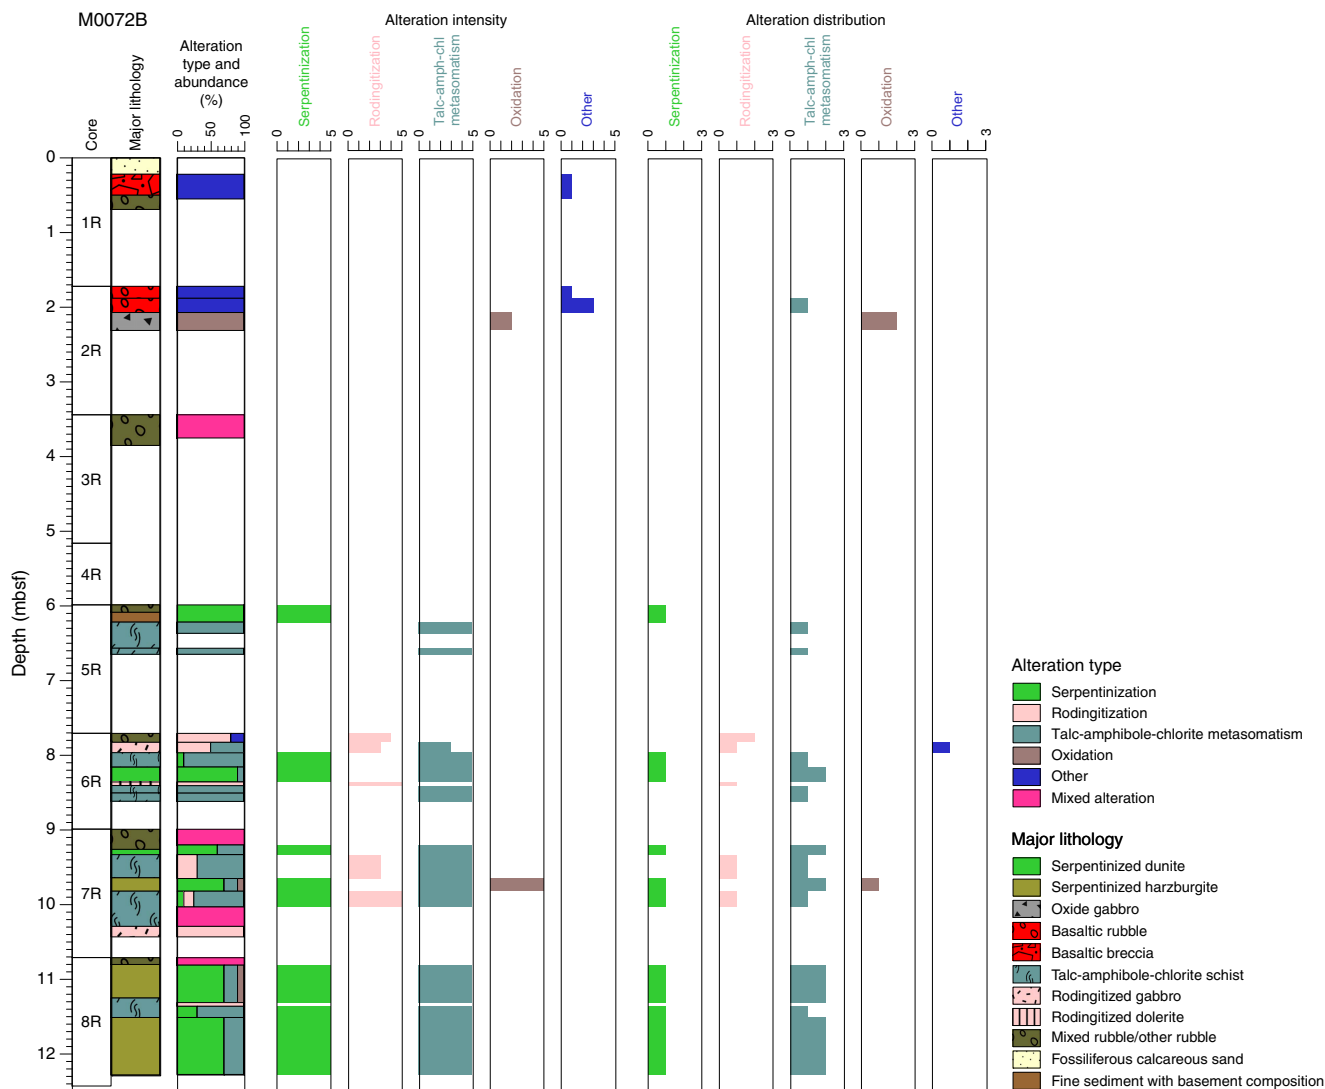 M0072B
Alteration intensity
Alteration distribution
Core
Major lithology
Alteration
type and
abundance
(%)
Serpentinization
Rodingitization
Talc-amph-chl
metasomatism
Oxidation
Other
Serpentinization
Rodingitization
Talc-amph-chl
metasomatism
Oxidation
Other
0 50 100
0 5 0 5 0 5 0 5 0 5
0 3 0 3 0 3 0 3 0 3
Depth (mbsf)
0
1R
1
2
2R
3
4
3R
5
4R
6
5R
7
8
6R
9
7R
10
11
8R
12
Alteration type
Serpentinization
Rodingitization
Talc-amphibole-chlorite metasomatism
Oxidation
Other
Mixed alteration
Major lithology
Serpentinized dunite
Serpentinized harzburgite
Oxide gabbro
Basaltic rubble
Basaltic breccia
Talc-amphibole-chlorite schist
Rodingitized gabbro
Rodingitized dolerite
Mixed rubble/other rubble
Fossiliferous calcareous sand
Fine sediment with basement composition